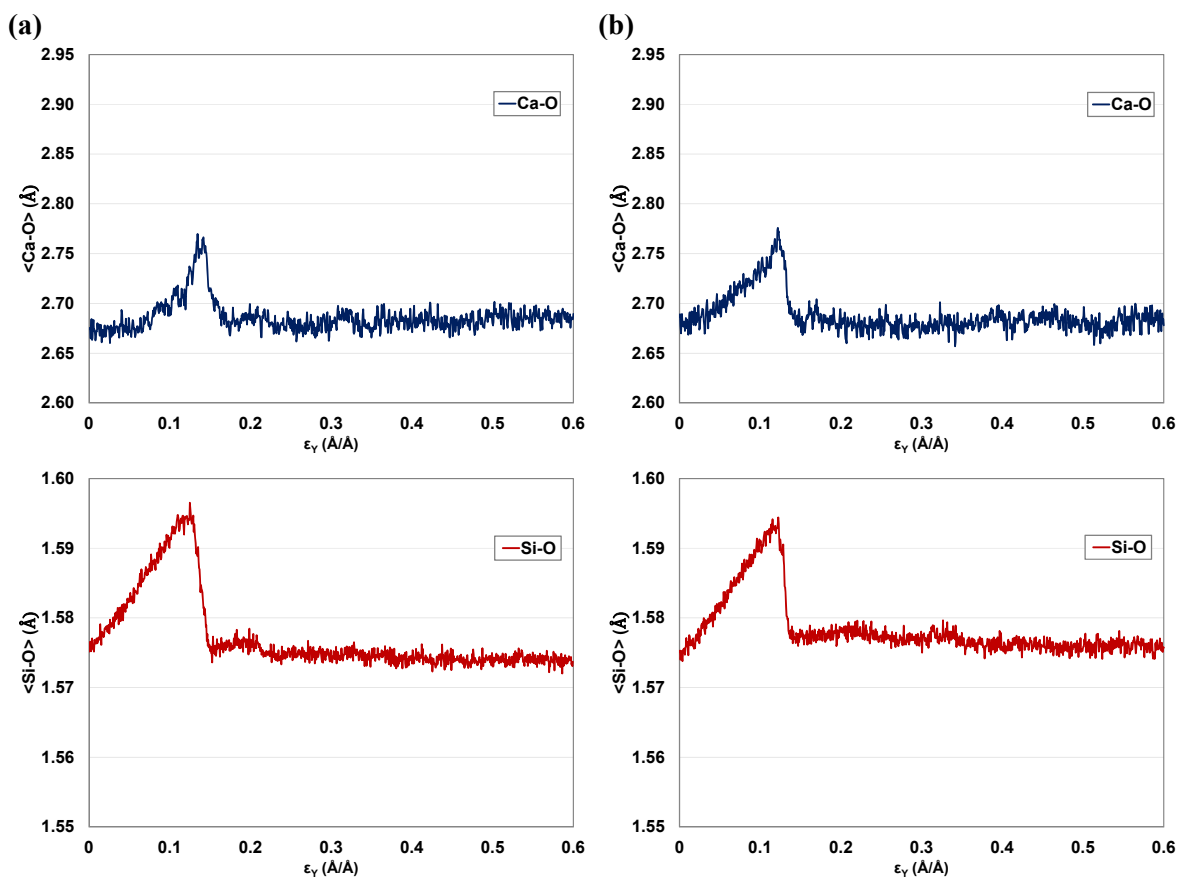 (a)
2.95
2.90
2.85
2.80
2.75
2.70
2.65
2.60
<Ca-O> (Å)
Ca-O
0 0.1 0.2 0.3 0.4 0.5 0.6
εY (Å/Å)
(b)
2.95
2.90
2.85
2.80
2.75
2.70
2.65
2.60
<Ca-O> (Å)
Ca-O
0 0.1 0.2 0.3 0.4 0.5 0.6
εY (Å/Å)
1.60
1.59
1.58
1.57
1.56
1.55
<Si-O> (Å)
Si-O
0 0.1 0.2 0.3 0.4 0.5 0.6
εY (Å/Å)
1.60
1.59
1.58
1.57
1.56
1.55
<Si-O> (Å)
Si-O
0 0.1 0.2 0.3 0.4 0.5 0.6
εY (Å/Å)